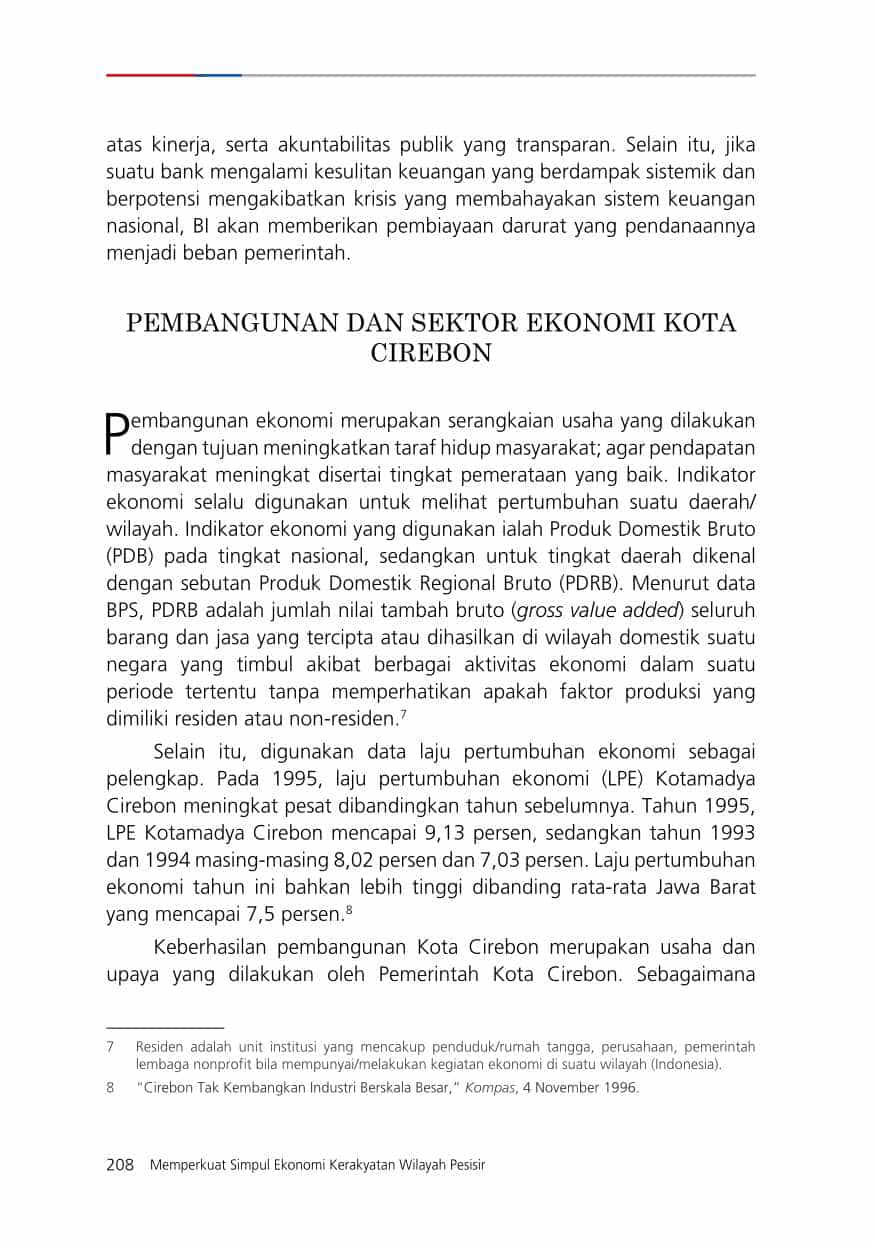 atas kinerja, serta akuntabilitas publik yang transparan. Selain itu, jika
suatu bank mengalami kesulitan keuangan yang berdampak sistemik dan
berpotensi mengakibatkan krisis yang membahayakan sistem keuangan
nasional, BI akan memberikan pembiayaan darurat yang pendanaannya
menjadi beban pemerintah.
PEMBANGUNAN DAN SEKTOR EKONOMI KOTA
CIREBON
Pembangunan ekonomi merupakan serangkaian usaha yang dilakukan
dengan tujuan meningkatkan taraf hidup masyarakat; agar pendapatan
masyarakat meningkat disertai tingkat pemerataan yang baik. Indikator
ekonomi selalu digunakan untuk melihat pertumbuhan suatu daerah/
wilayah. Indikator ekonomi yang digunakan ialah Produk Domestik Bruto
(PDB) pada tingkat nasional, sedangkan untuk tingkat daerah dikenal
dengan sebutan Produk Domestik Regional Bruto (PDRB). Menurut data
BPS, PDRB adalah jumlah nilai tambah bruto (gross value added) seluruh
barang dan jasa yang tercipta atau dihasilkan di wilayah domestik suatu
negara yang timbul akibat berbagai aktivitas ekonomi dalam suatu
periode tertentu tanpa memperhatikan apakah faktor produksi yang
dimiliki residen atau non-residen.7
Selain itu, digunakan data laju pertumbuhan ekonomi sebagai
pelengkap. Pada 1995, laju pertumbuhan ekonomi (LPE) Kotamadya
Cirebon meningkat pesat dibandingkan tahun sebelumnya. Tahun 1995,
LPE Kotamadya Cirebon mencapai 9,13 persen, sedangkan tahun 1993
dan 1994 masing-masing 8,02 persen dan 7,03 persen. Laju pertumbuhan
ekonomi tahun ini bahkan lebih tinggi dibanding rata-rata Jawa Barat
yang mencapai 7,5 persen.8
Keberhasilan pembangunan Kota Cirebon merupakan usaha dan
upaya yang dilakukan oleh Pemerintah Kota Cirebon. Sebagaimana
7 Residen adalah unit institusi yang mencakup penduduk/rumah tangga, perusahaan, pemerintah
lembaga nonprofit bila mempunyai/melakukan kegiatan ekonomi di suatu wilayah (Indonesia).
8 "Cirebon Tak Kembangkan Industri Berskala Besar," Kompas, 4 November 1996.
208 Memperkuat Simpul Ekonomi Kerakyatan Wilayah Pesisir